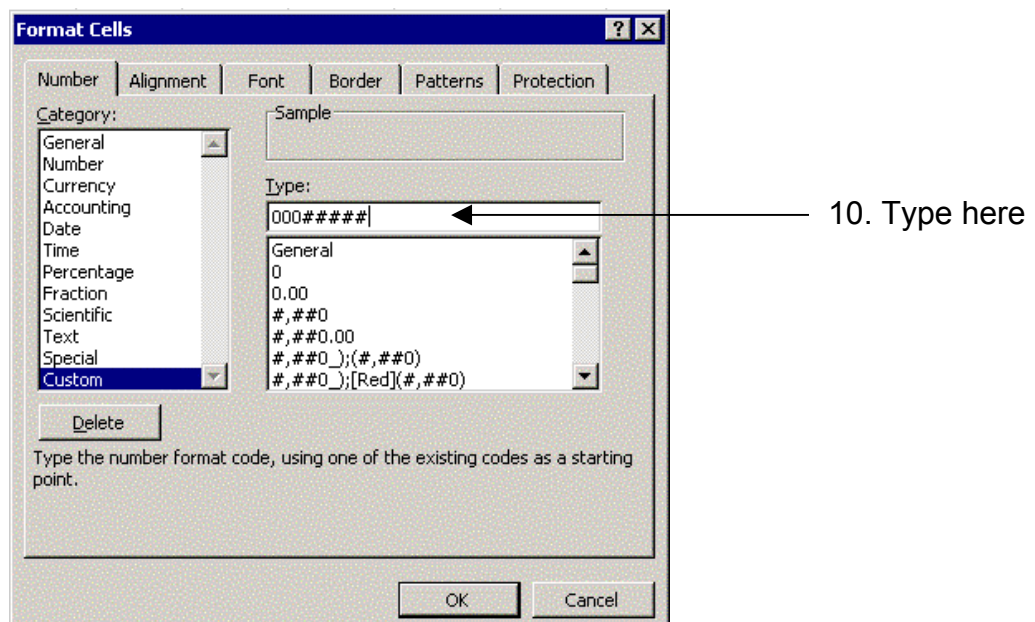 Format Cells
Number Alignment Font Border Patterns Protection
Category:
General
Number
Currency
Accounting
Date
Time
Percentage
Fraction
Scientific
Text
Special
Custom
Sample
Type:
000#####
General
0
0.00
#,##0
#,##0.00
#,##0_);(#,##0)
#,##0_);[Red](#,##0)
10. Type here
Delete
Type the number format code, using one of the existing codes as a starting
point.
OK Cancel